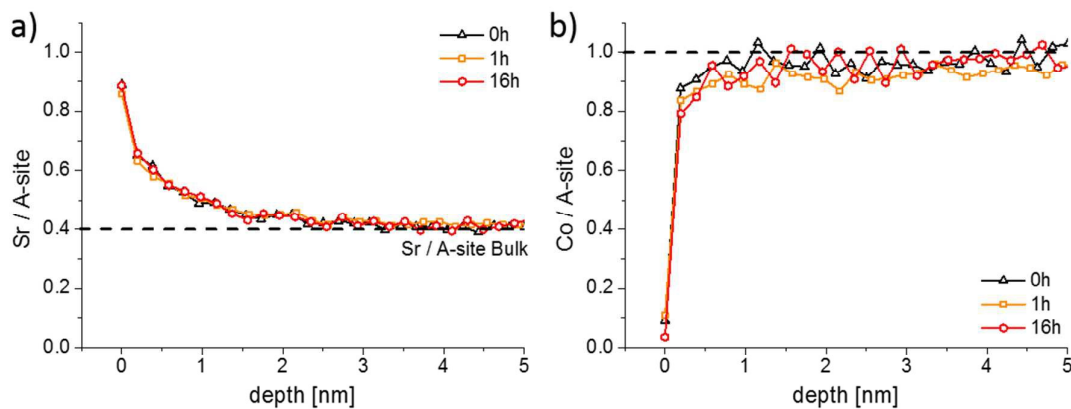 a)
0h
1h
16h
1.0
0.8
0.6
0.4
0.2
0.0
Sr / A-site
Sr / A-site Bulk
0 1 2 3 4 5
depth [nm]
b)
1.0
0.8
0.6
0.4
0.2
0.0
Co / A-site
0h
1h
16h
0 1 2 3 4 5
depth [nm]